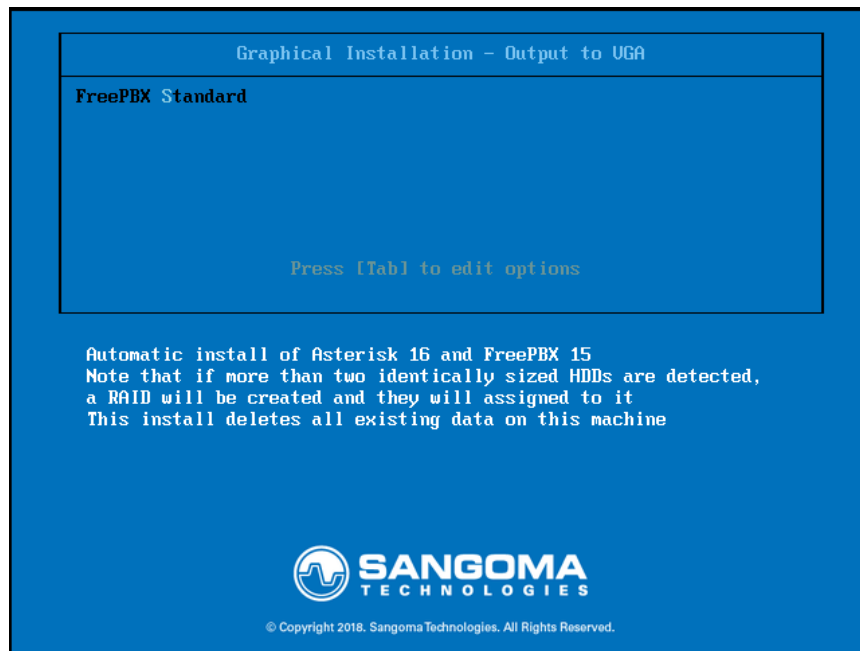 Graphical Installation - Output to VGA
FreePBX Standard
Press [Tab] to edit options
Automatic install of Asterisk 16 and FreePBX 15
Note that if more than two identically sized HDDs are detected,
a RAID will be created and they will assigned to it
This install deletes all existing data on this machine
SANGOMA
TECHNOLOGIES
© Copyright 2018. Sangoma Technologies. All Rights Reserved.